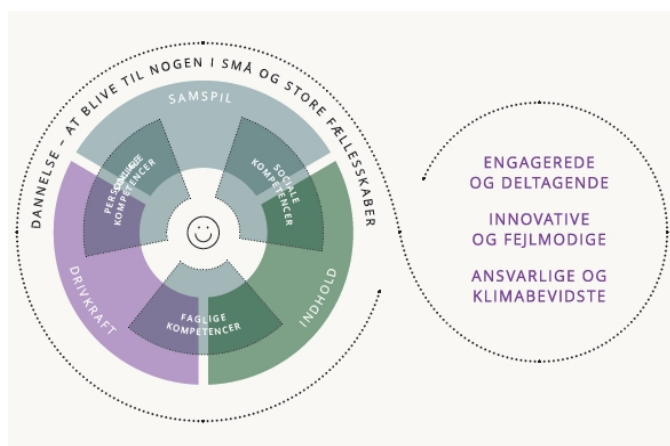 DANNELSE – AT BLIVE TIL NOGEN I SMÅ OG STORE FÆLLESSKABER
SAMSPIL
PERSONLIGE
KOMPETENCER
SOCIALE
KOMPETENCER
DRIVKRAFT
FAGLIGE
KOMPETENCER
INDHOLD
ENGAGEREDE
OG DELTAGENDE
INNOVATIVE
OG FEJLMODIGE
ANSVARLIGE OG
KLIMABEVIDSTE